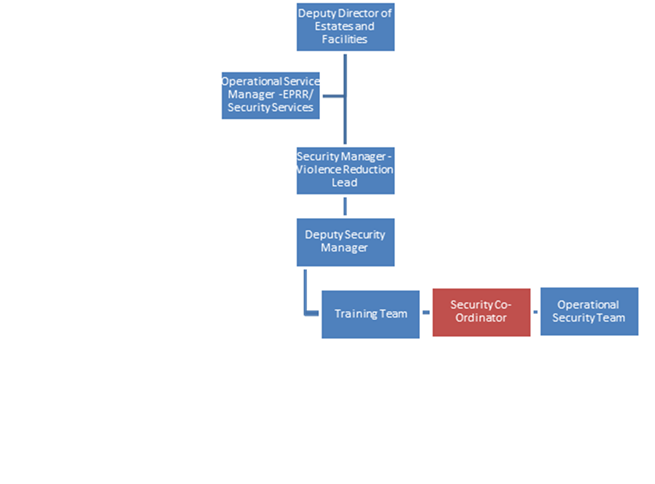 Deputy Director of
Estates and
Facilities
Operational Service
Manager -EPRR/
Security Services
Security Manager -
Violence Reduction
Lead
Deputy Security
Manager
Training Team
Security Co-
Ordinator
Operational
Security Team